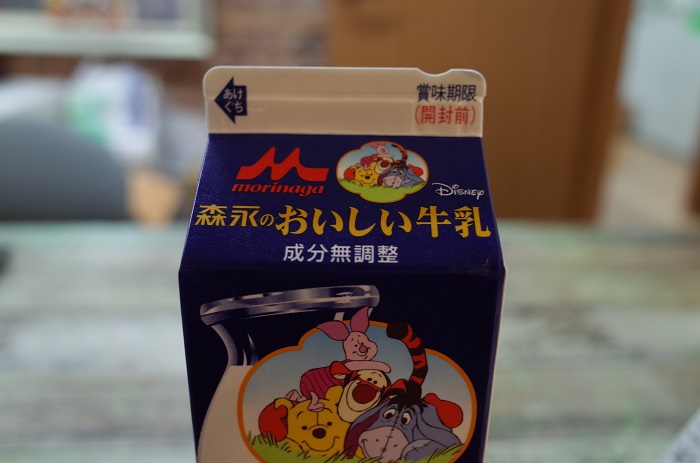 あけ
ぐち
賞味期限
(開封前)
morinaga
Disney
森永のおいしい牛乳
成分無調整